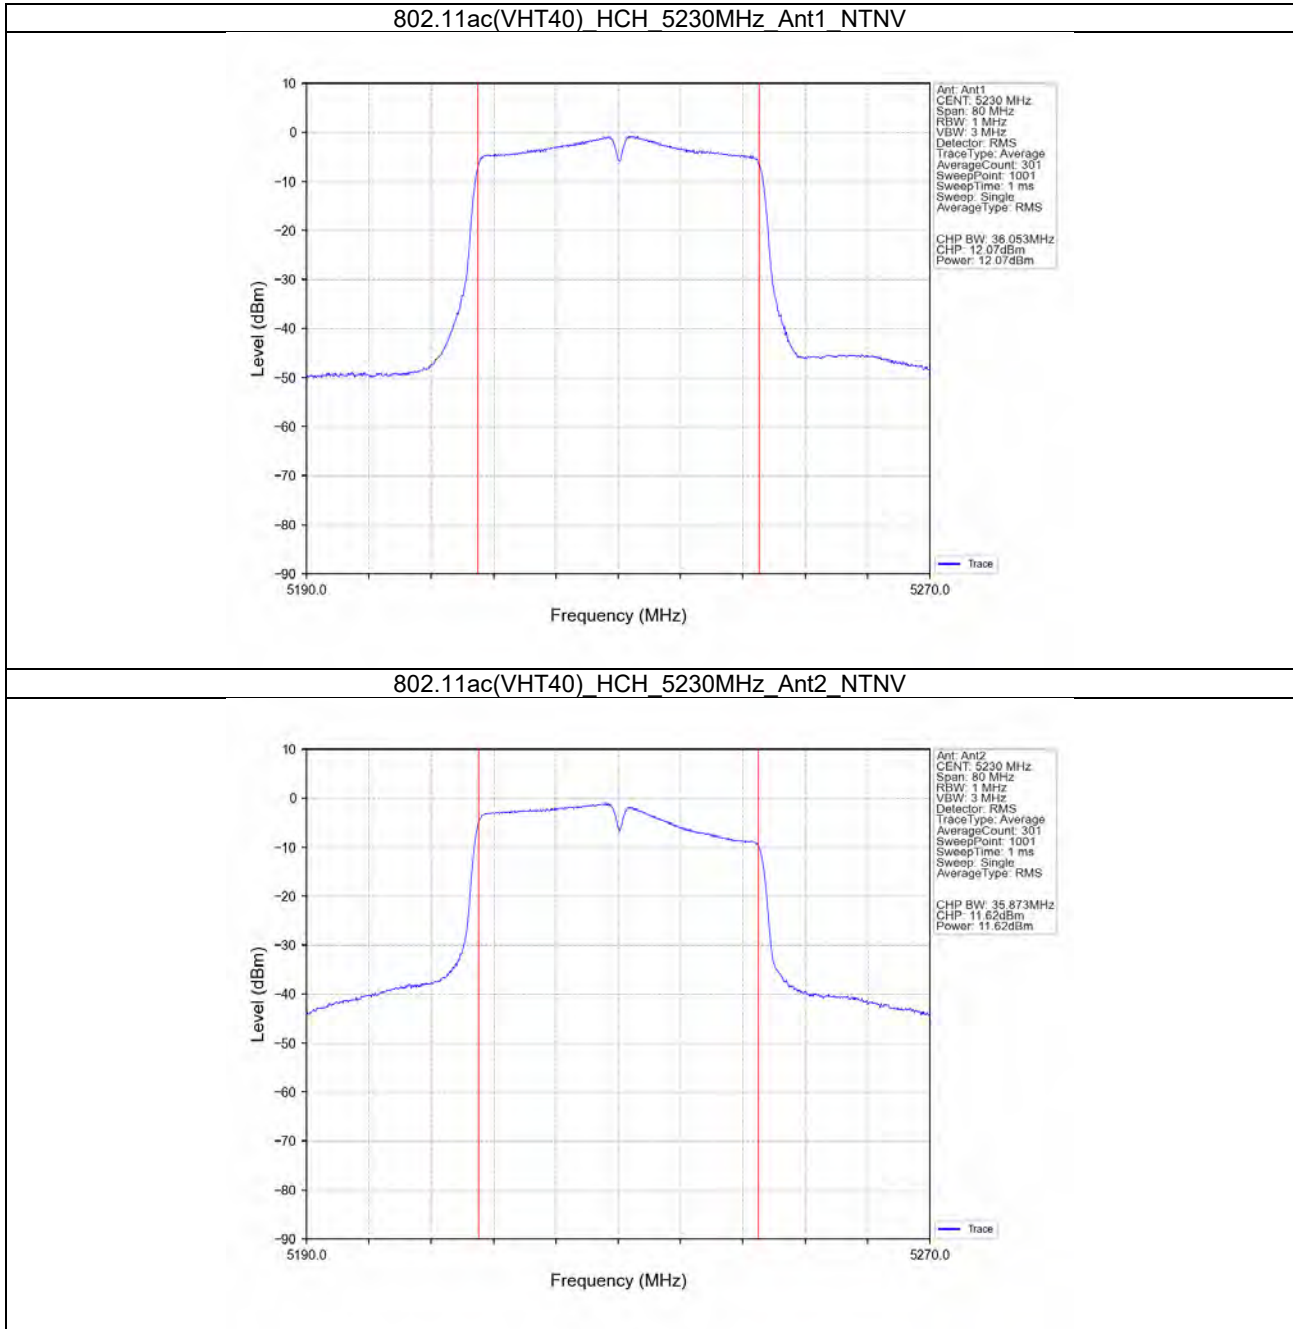 802.11ac(VHT40)_HCH_5230MHz_Ant1_NTNV
10
0
−10
−20
−30
−40
−50
−60
−70
−80
−90
Level (dBm)
5190.0
5270.0
Frequency (MHz)
Ant: Ant1
CENT: 5230 MHz
Span: 80 MHz
RBW: 1 MHz
VBW: 3 MHz
Detector: RMS
TraceType: Average
AverageCount: 301
SweepPoint: 1001
SweepTime: 1 ms
Sweep: Single
AverageType: RMS
CHP BW: 36.053MHz
CHP: 12.07dBm
Power: 12.07dBm
Trace
802.11ac(VHT40)_HCH_5230MHz_Ant2_NTNV
10
0
−10
−20
−30
−40
−50
−60
−70
−80
−90
Level (dBm)
5190.0
5270.0
Frequency (MHz)
Ant: Ant2
CENT: 5230 MHz
Span: 80 MHz
RBW: 1 MHz
VBW: 3 MHz
Detector: RMS
TraceType: Average
AverageCount: 301
SweepPoint: 1001
SweepTime: 1 ms
Sweep: Single
AverageType: RMS
CHP BW: 35.873MHz
CHP: 11.62dBm
Power: 11.62dBm
Trace